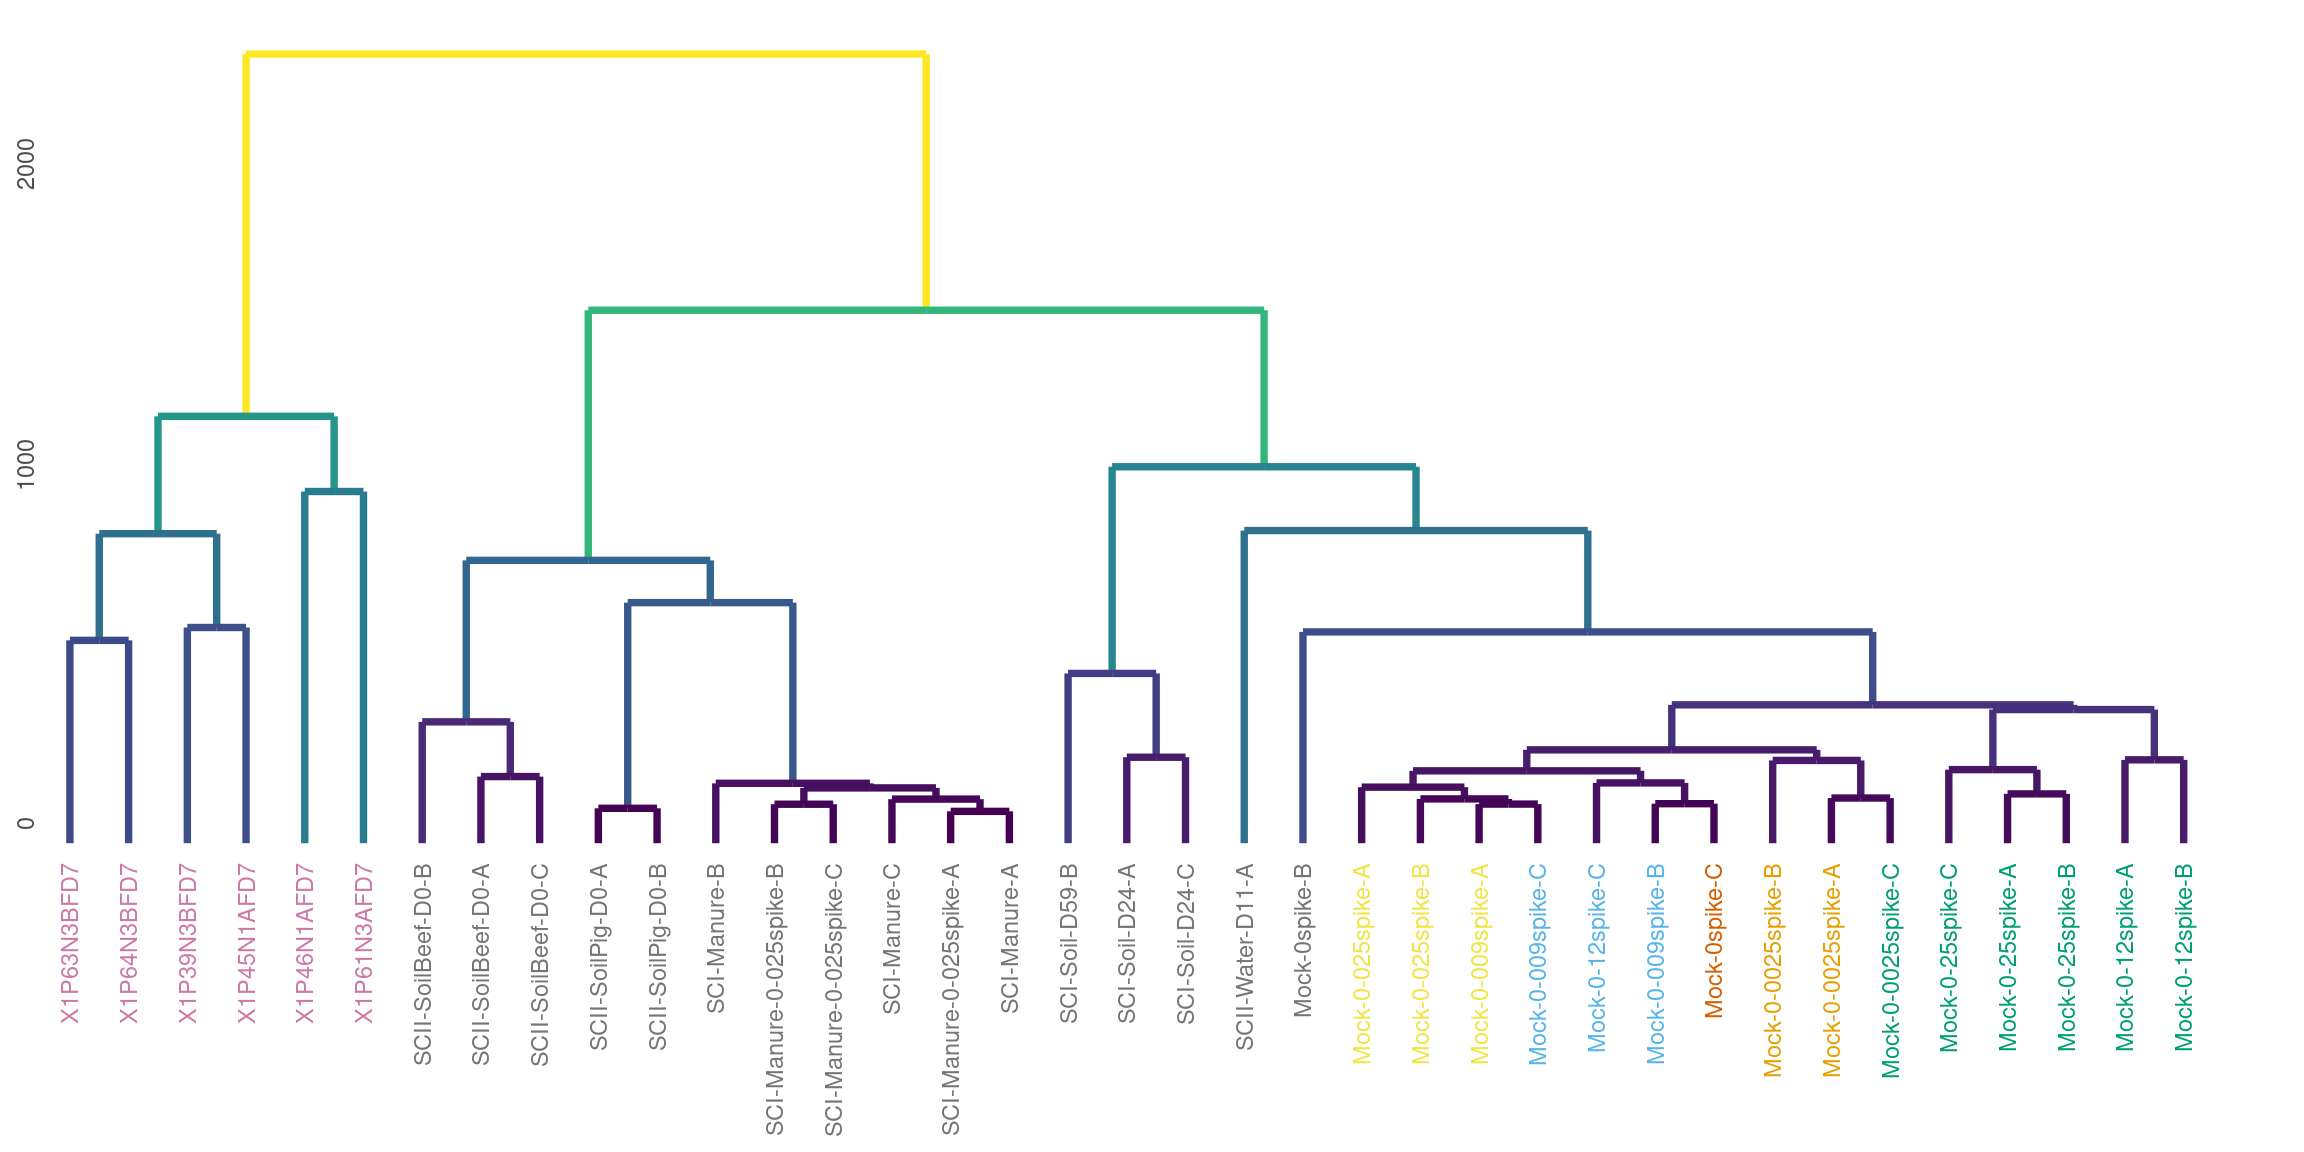 2000
1000
0
X1P63N3BFD7
X1P64N3BFD7
X1P39N3BFD7
X1P45N1AFD7
X1P46N1AFD7
X1P61N3AFD7
SCII-SoilBeef-D0-B
SCII-SoilBeef-D0-A
SCII-SoilBeef-D0-C
SCII-SoilPig-D0-A
SCII-SoilPig-D0-B
SCI-Manure-B
SCI-Manure-0-025spike-B
SCI-Manure-0-025spike-C
SCI-Manure-C
SCI-Manure-0-025spike-A
SCI-Manure-A
SCI-Soil-D59-B
SCI-Soil-D24-A
SCI-Soil-D24-C
SCII-Water-D11-A
Mock-0spike-B
Mock-0-025spike-A
Mock-0-025spike-B
Mock-0-009spike-A
Mock-0-009spike-C
Mock-0-12spike-C
Mock-0-009spike-B
Mock-0spike-C
Mock-0-0025spike-B
Mock-0-0025spike-A
Mock-0-0025spike-C
Mock-0-25spike-C
Mock-0-25spike-A
Mock-0-25spike-B
Mock-0-12spike-A
Mock-0-12spike-B